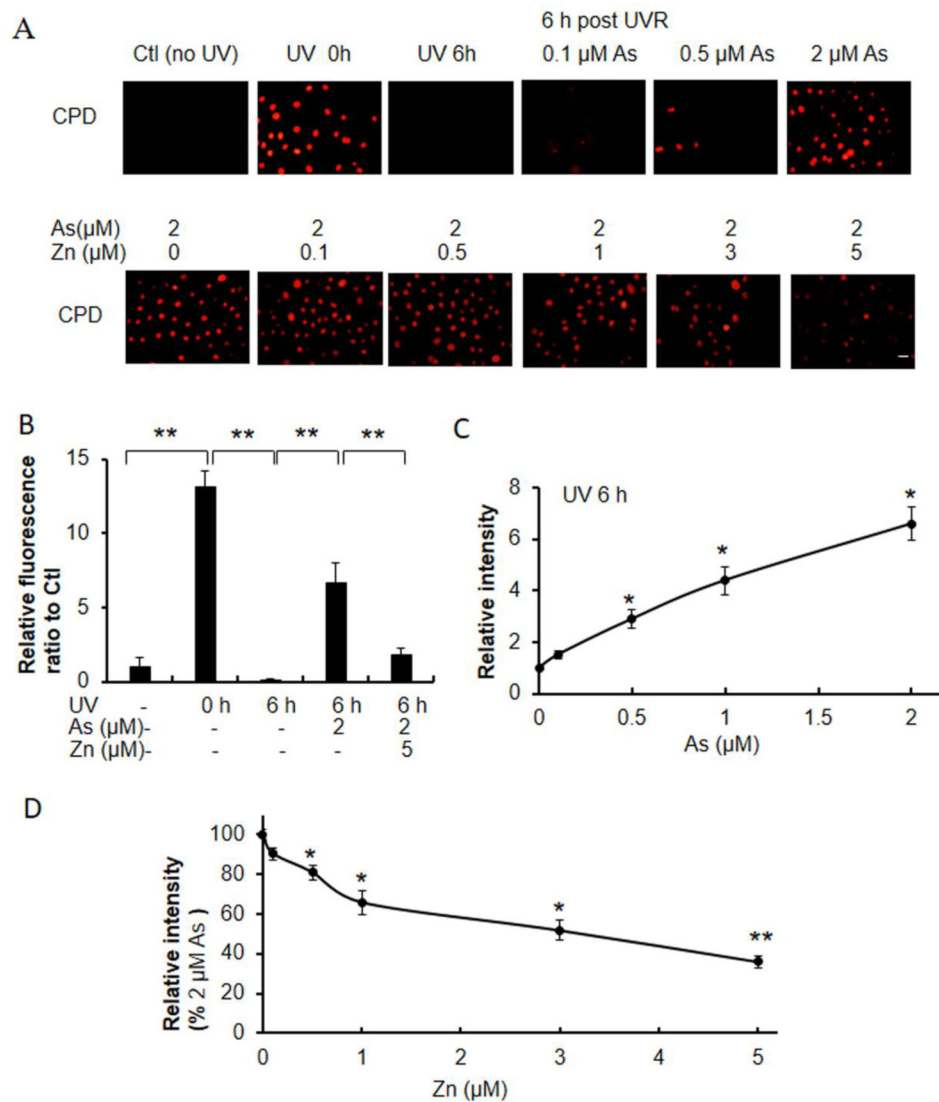 A
6 h post UVR
Ctl (no UV) UV 0h UV 6h 0.1 µM As 0.5 µM As 2 µM As
CPD
As(µM) 2 2 2 2 2 2
Zn (µM) 0 0.1 0.5 1 3 5
CPD
B
** ** ** **
Relative fluorescence
ratio to Ctl
15
10
5
0
UV - 0 h 6 h 6 h 6 h
As (µM)- - - 2 2
Zn (µM)- - - - 5
C
UV 6 h
Relative intensity
8
6
4
2
0
* * *
0 0.5 1 1.5 2
As (µM)
D
Relative intensity
(% 2 µM As )
100
80
60
40
20
0
* * * **
0 1 2 3 4 5
Zn (µM)